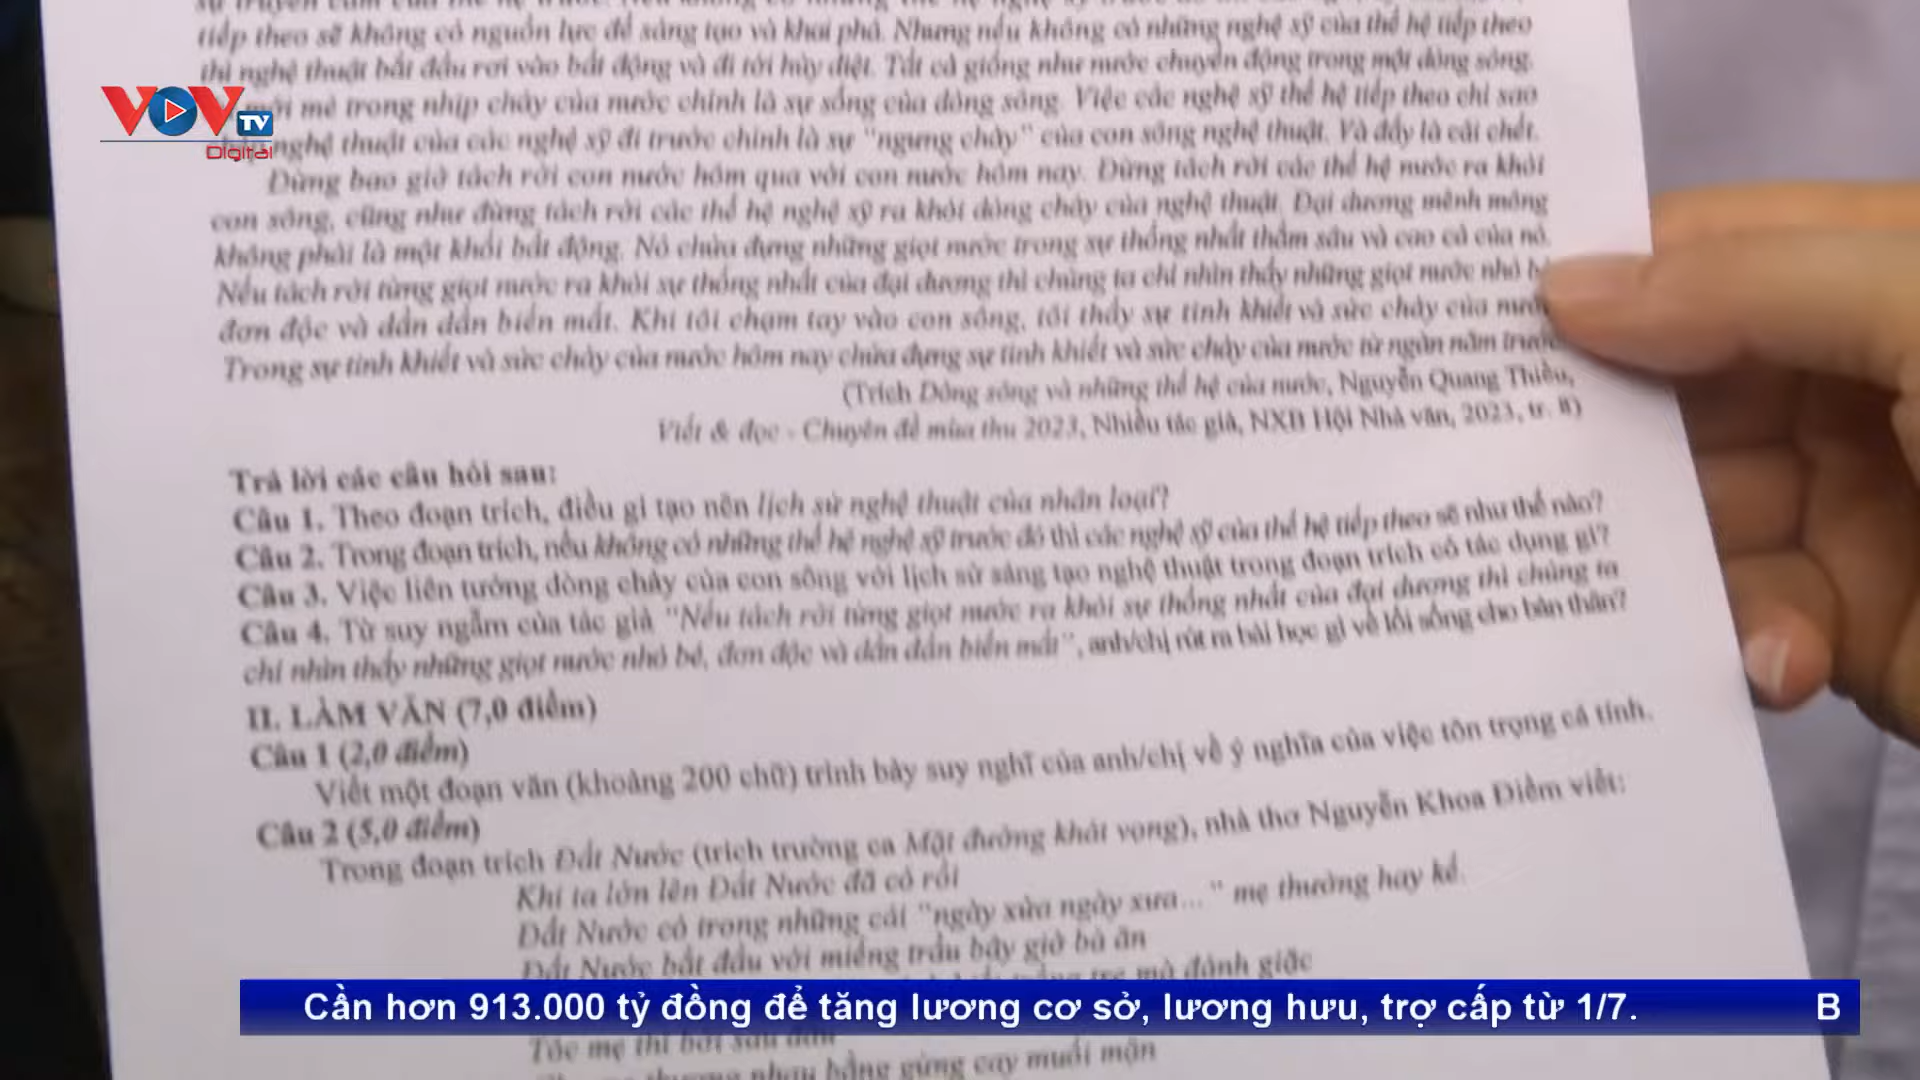 tiếp theo sẽ không có nguồn lực để sáng tạo và khai phá. Nhưng nếu không có những nghệ sỹ của thế hệ tiếp theo
thì nghệ thuật bắt đầu rơi vào bất động và đi tới hủy diệt. Tất cả giống như nước chuyển động trong một dòng sông.
mẻ trong nhịp chảy của nước chính là sự sống của dòng sông. Việc các nghệ sỹ thế hệ tiếp theo chỉ sao
nghệ thuật của các nghệ sỹ đi trước chính là sự "ngưng chảy" của con sông nghệ thuật. Và đấy là cái chết.
VOV TV
Digital
Đừng bao giờ tách rời con nước hôm qua với con nước hôm nay. Đừng tách rời các thế hệ nước ra khỏi
con sông, cũng như đừng tách rời các thế hệ nghệ sỹ ra khỏi dòng chảy của nghệ thuật. Đại dương mênh mông
không phải là một khối bất động. Nó chứa đựng những giọt nước trong sự thống nhất thẳm sâu và cao cả của nó.
Nếu tách rời từng giọt nước ra khỏi sự thống nhất của đại dương thì chúng ta chỉ nhìn thấy những giọt nước nhỏ
đơn độc và dần dần biến mất. Khi tôi chạm tay vào con sông, tôi thấy sự tinh khiết và sức chảy của
Trong sự tinh khiết và sức chảy của nước hôm nay chứa đựng sự tinh khiết và sức chảy của nước từ ngàn năm trước
(Trích Dòng sông và những thế hệ của nước, Nguyễn Quang Thiều,
Viết & đọc - Chuyên đề mùa thu 2023, Nhiều tác giả, NXB Hội Nhà văn, 2023, tr. 8)
Trả lời các câu hỏi sau:
Câu 1. Theo đoạn trích, điều gì tạo nên lịch sử nghệ thuật của nhân loại?
Câu 2. Trong đoạn trích, nếu không có những thế hệ nghệ sỹ trước đó thì các nghệ sỹ của thế hệ tiếp theo sẽ như thế nào?
Câu 3. Việc liên tưởng dòng chảy của con sông với lịch sử sáng tạo nghệ thuật trong đoạn trích có tác dụng gì?
Câu 4. Từ suy ngẫm của tác giả "Nếu tách rời từng giọt nước ra khỏi sự thống nhất của đại dương thì chúng ta
chỉ nhìn thấy những giọt nước nhỏ bé, đơn độc và dần dần biến mất", anh/chị rút ra bài học gì về lối sống cho bản thân?
II. LÀM VĂN (7,0 điểm)
Câu 1 (2,0 điểm)
Viết một đoạn văn (khoảng 200 chữ) trình bày suy nghĩ của anh/chị về ý nghĩa của việc tôn trọng cá tính.
Câu 2 (5,0 điểm)
Trong đoạn trích Đất Nước (trích trường ca Mặt đường khát vọng), nhà thơ Nguyễn Khoa Điềm viết:
Khi ta lớn lên Đất Nước đã có rồi
Đất Nước có trong những cái "ngày xửa ngày xưa..." mẹ thường hay kể.
Đất Nước bắt đầu với miếng trầu bây giờ bà ăn
tre mà đánh giặc
Cần hơn 913.000 tỷ đồng để tăng lương cơ sở, lương hưu, trợ cấp từ 1/7. B
Tóc mẹ thì bới sau đầu
nhau bằng gừng cay muối mặn